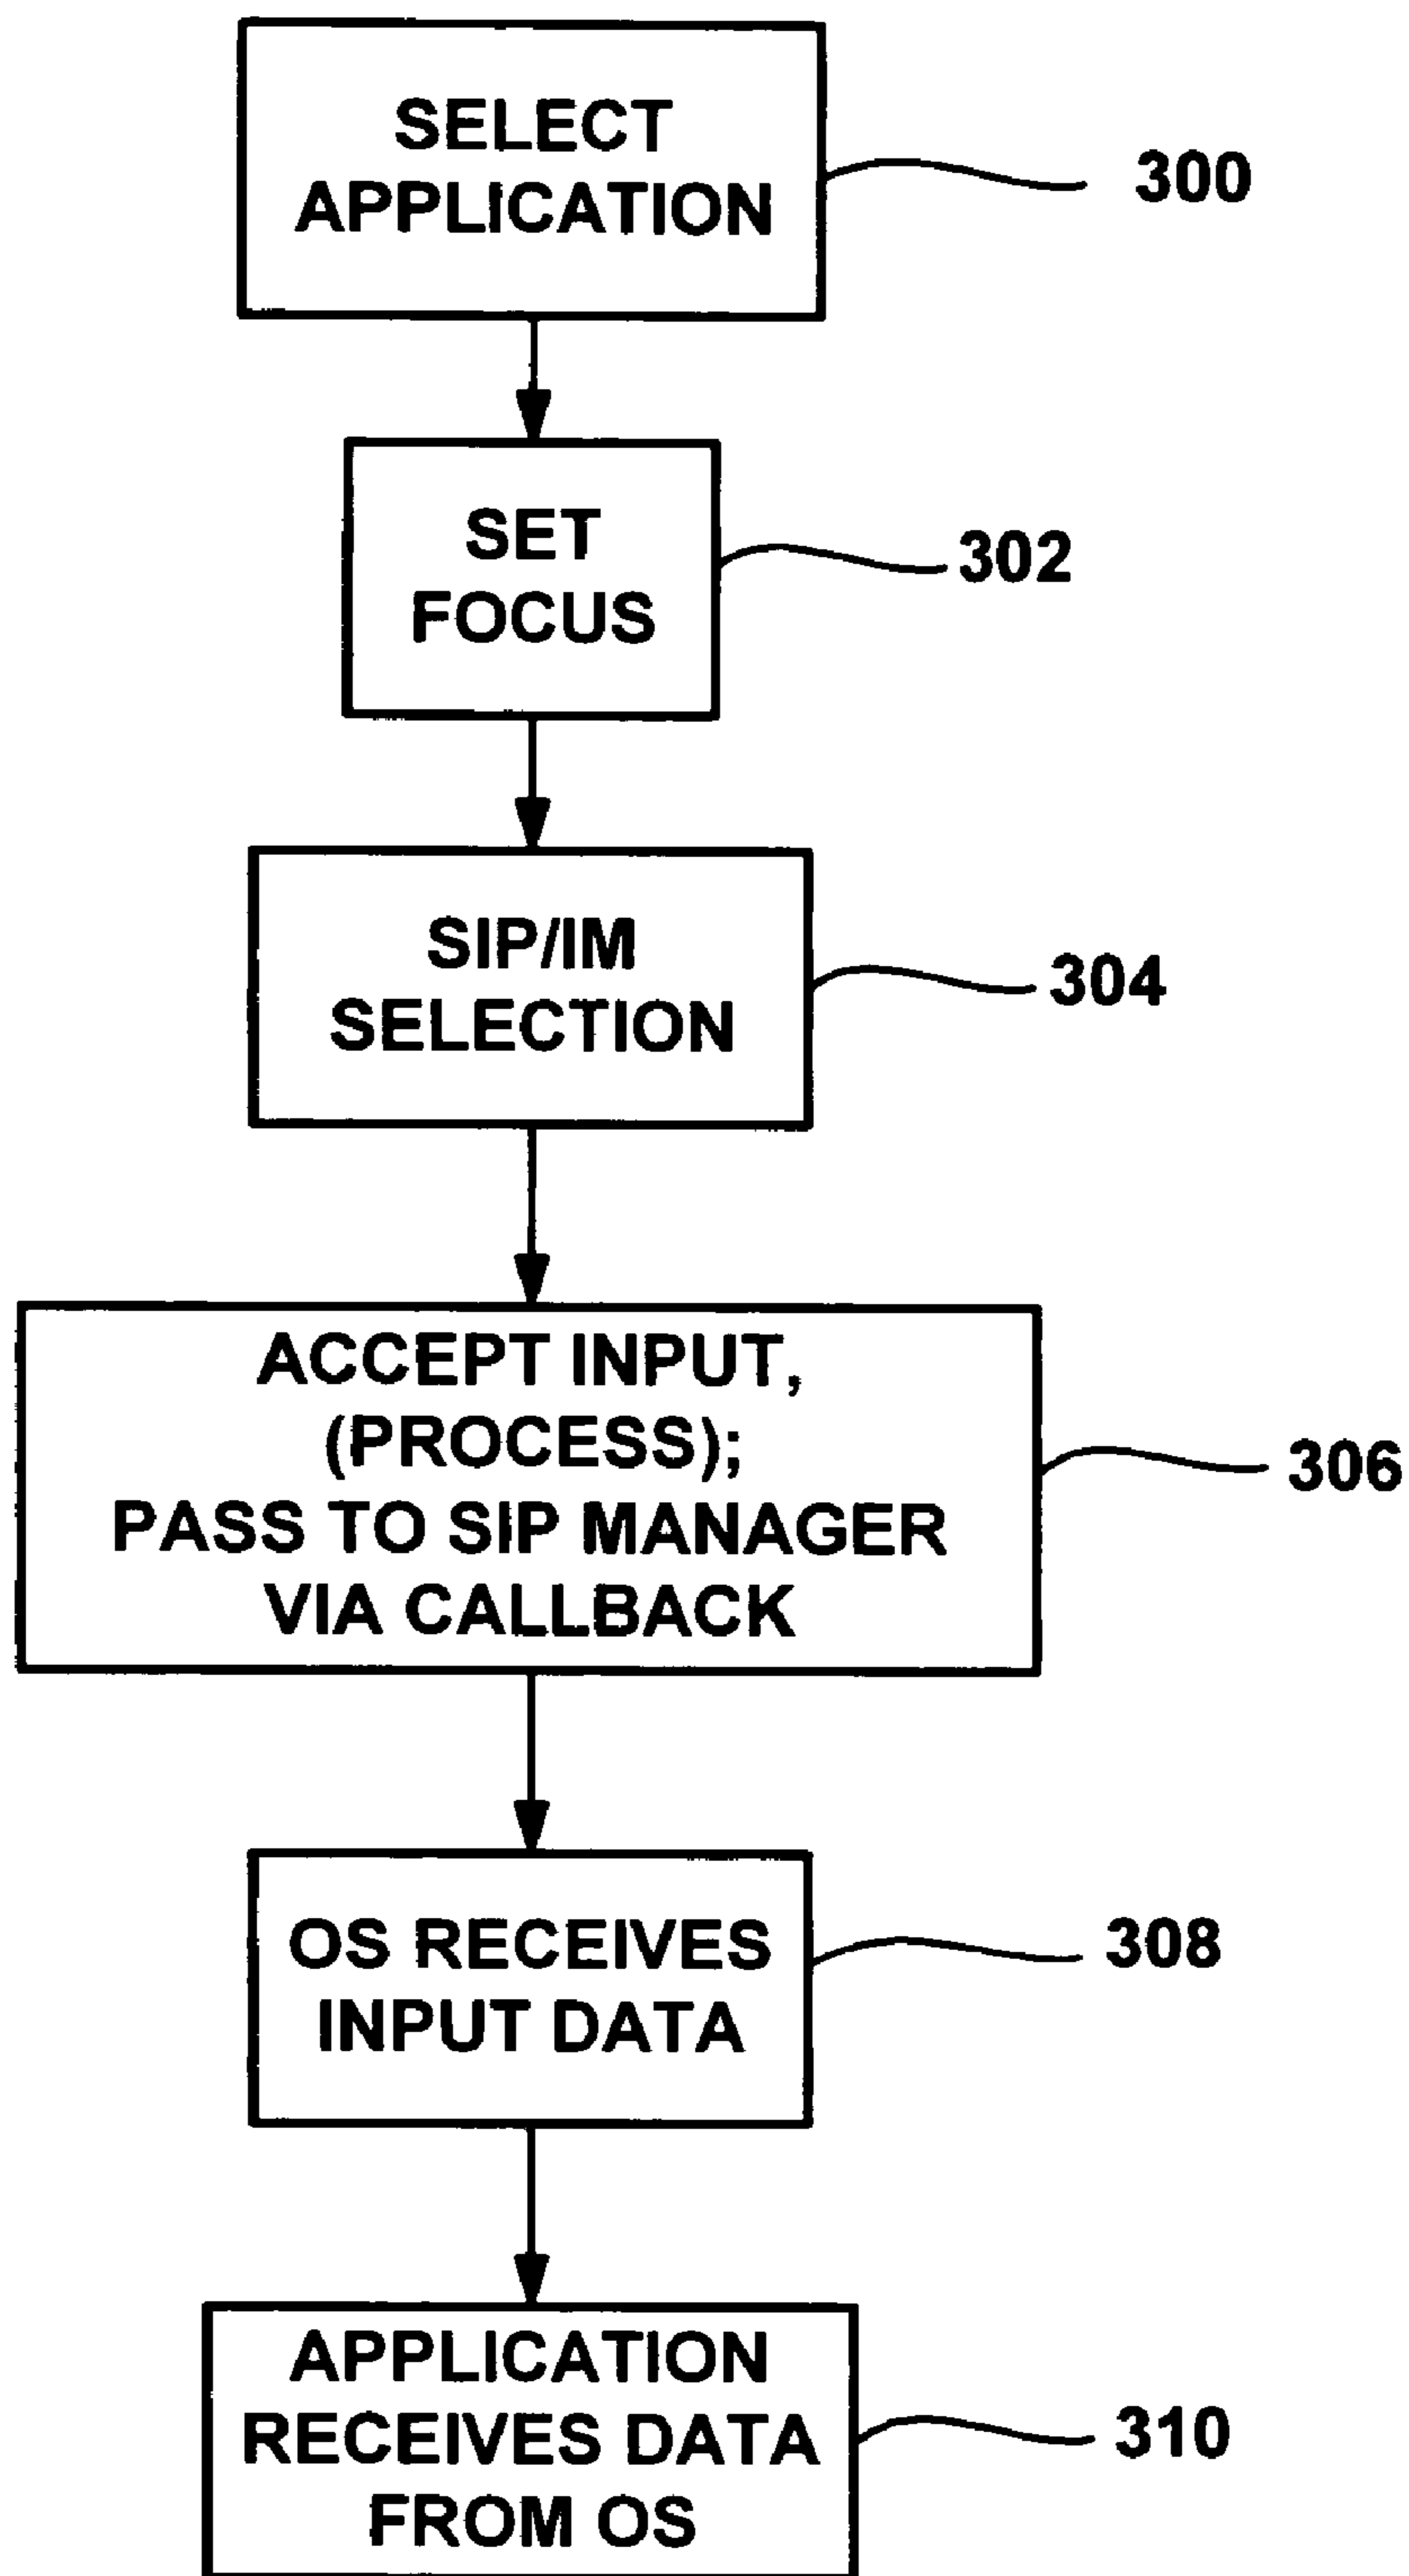 SELECT
APPLICATION
300
SET
FOCUS
302
SIP/IM
SELECTION
304
ACCEPT INPUT,
(PROCESS);
PASS TO SIP MANAGER
VIA CALLBACK
306
OS RECEIVES
INPUT DATA
308
APPLICATION
RECEIVES DATA
FROM OS
310